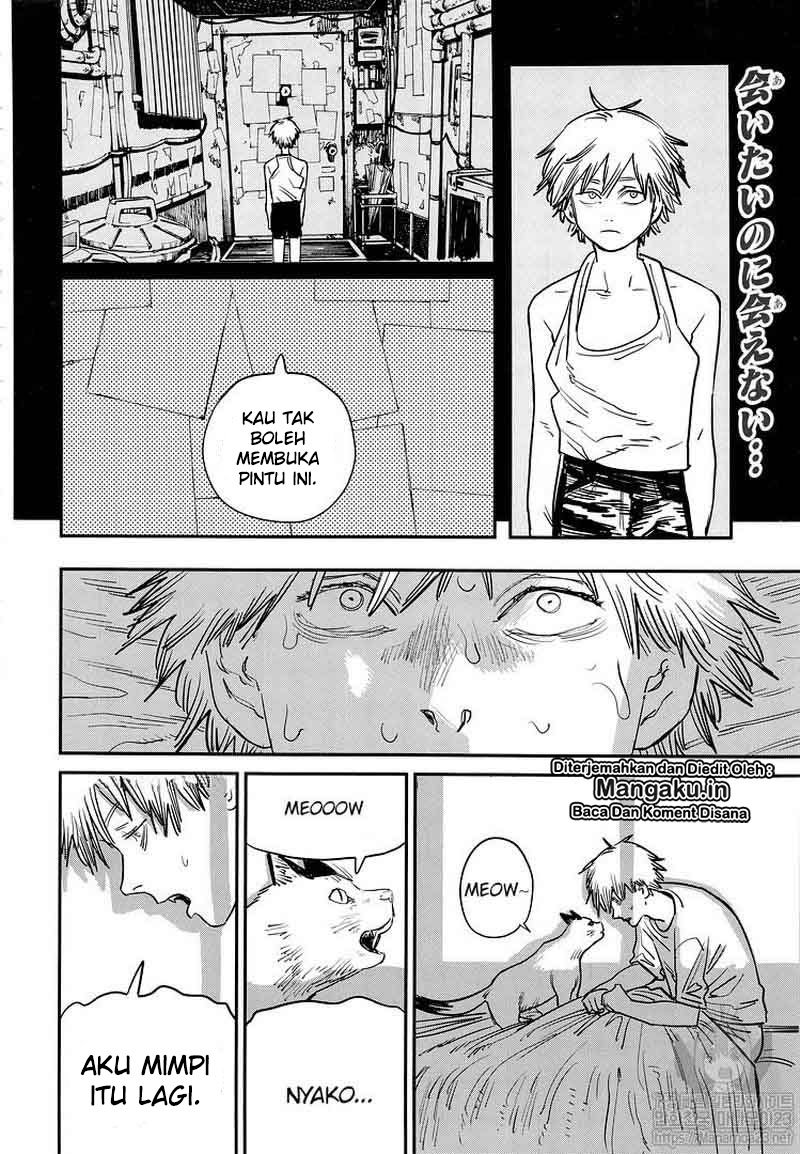 会いたいのに会えない…
KAU TAK
BOLEH
MEMBUKA
PINTU INI.
Diterjemahkan dan Diedit Oleh :
Mangaku.in
Baca Dan Koment Disana
MEOW~
MEOOOW
NYAKO...
AKU MIMPI
ITU LAGI.